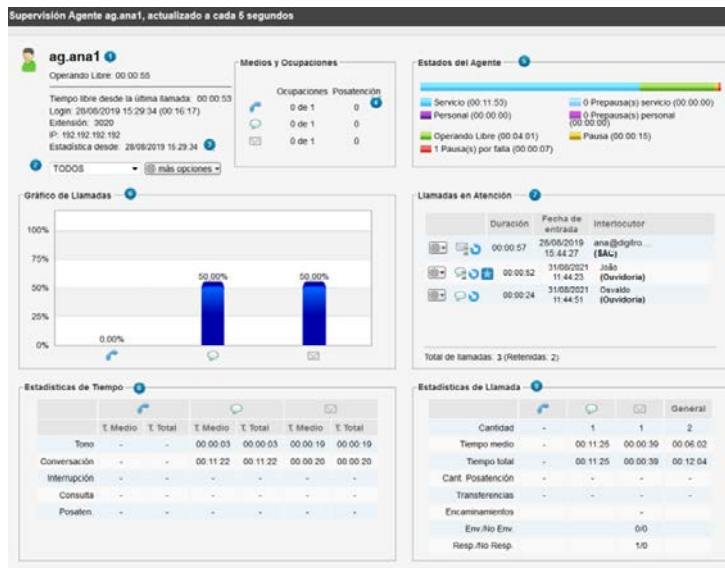 Supervisión Agente ag.ana1, actualizado a cada 5 segundos
ag.ana1 1
Operando Libre: 00:00:55
Tiempo libre desde la última llamada: 00:00:53
Login: 28/08/2019 15:29:34 (00:16:17)
Extensión: 3020
IP: 192.192.192.192
Estadística desde: 28/08/2019 15:29:34 3
2 TODOS más opciones
Medios y Ocupaciones
Ocupaciones Posatención
0 de 1 0 4
0 de 1 0
0 de 1 0
Estados del Agente 5
Servicio (00:11:53)
0 Prepausa(s) servicio (00:00:00)
Personal (00:00:00)
0 Prepausa(s) personal (00:00:00)
Operando Libre (00:04:01)
Pausa (00:00:15)
1 Pausa(s) por falta (00:00:07)
Gráfico de Llamadas
100%
75%
50%
25%
0%
0.00%
50.00%
50.00%
Llamadas en Atención 7
Duración Fecha de entrada Interlocutor
00:00:57 28/08/2019 15:44:27 ana@digitro... (SAC)
00:00:52 31/08/2021 11:44:23 João (Ouvidoria)
00:00:24 31/08/2021 11:44:51 Osvaldo (Ouvidoria)
Total de llamadas: 3 (Retenidas: 2)
Estadísticas de Tiempo
T. Medio T. Total T. Medio T. Total T. Medio T. Total
Tono - - 00:00:03 00:00:03 00:00:19 00:00:19
Conversación - - 00:11:22 00:11:22 00:00:20 00:00:20
Interrupción - - - - - -
Consulta - - - - - -
Posaten. - - - - - -
Estadísticas de Llamada 9
General
Cantidad - 1 1 2
Tiempo medio - 00:11:25 00:00:39 00:06:02
Tiempo total - 00:11:25 00:00:39 00:12:04
Cant. Posatención - - - -
Transferencias - - - -
Encaminamientos -
Env./No Env. 0/0
Resp./No Resp. 1/0